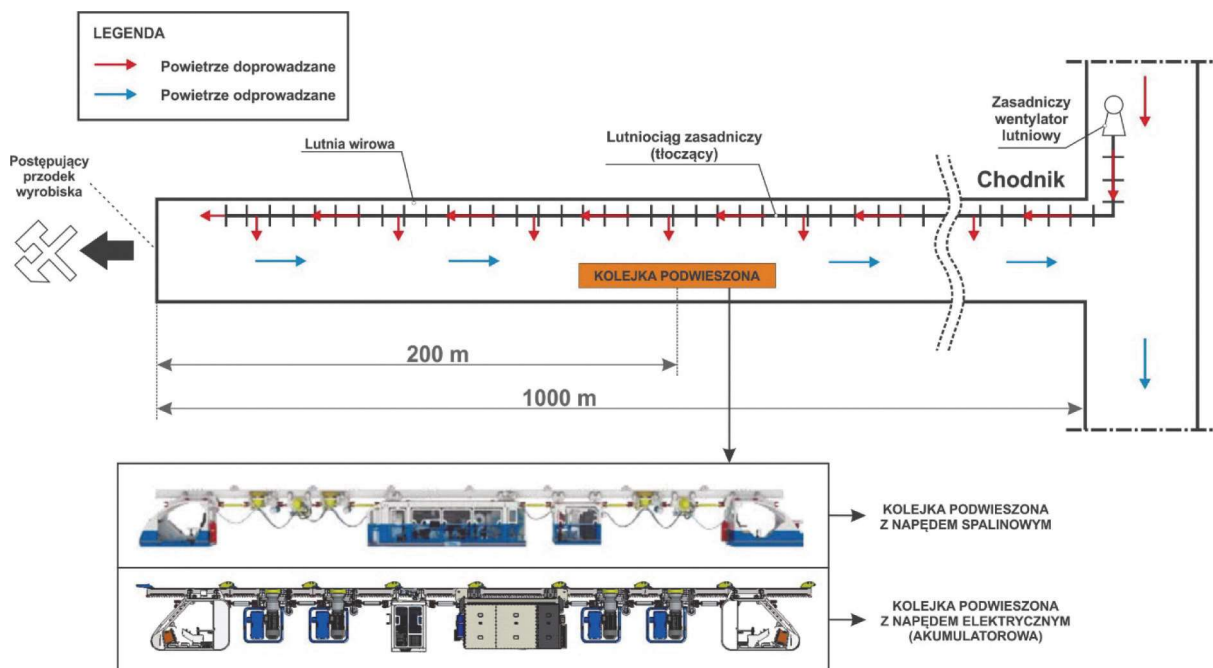 LEGENDA
Powietrze doprowadzane
Powietrze odprowadzane
Zasadniczy
wentylator
lutniowy
Lutnia wirowa
Lutniociąg zasadniczy
(tłoczący)
Postępujący
przodek
wyrobiska
Chodnik
KOLEJKA PODWIESZONA
200 m
1000 m
KOLEJKA PODWIESZONA
Z NAPĘDEM SPALINOWYM
KOLEJKA PODWIESZONA
Z NAPĘDEM ELEKTRYCZNYM
(AKUMULATOROWA)